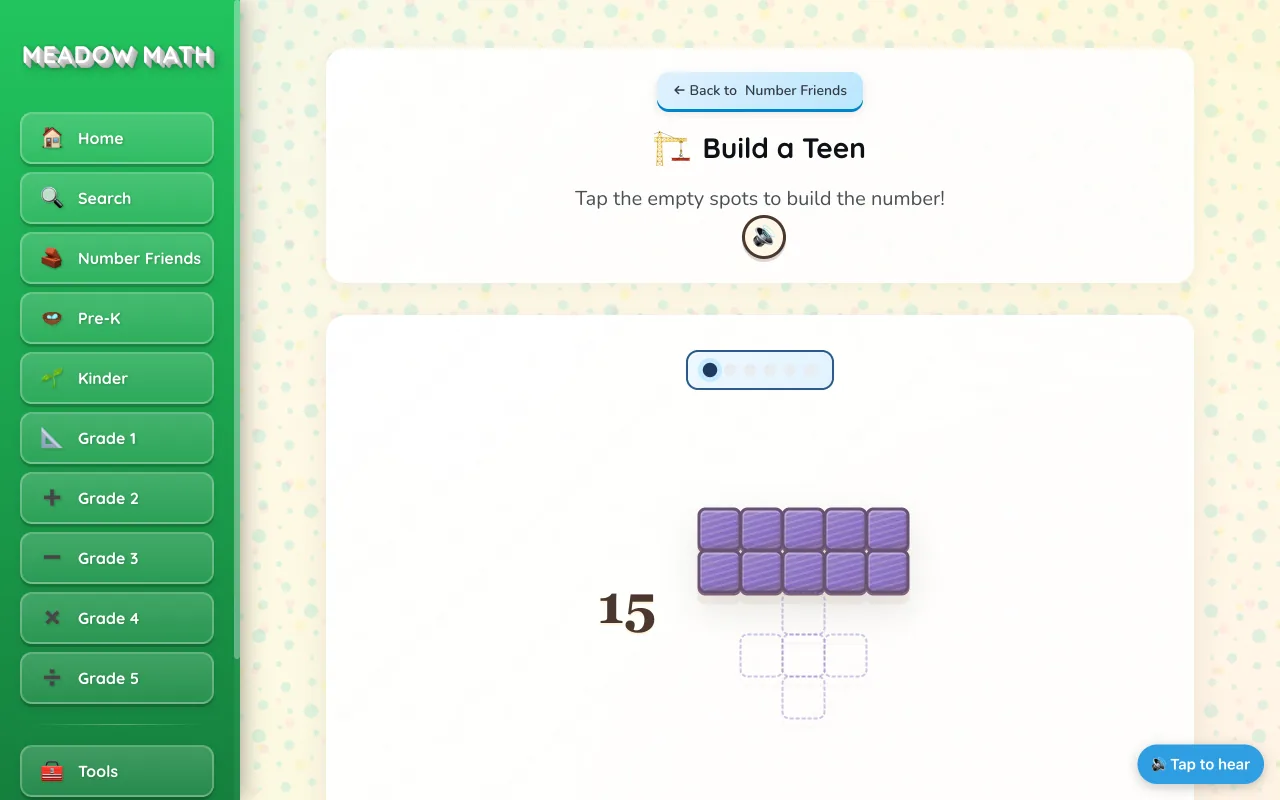 MEADOW MATH
Home
Search
Number Friends
Pre-K
Kinder
Grade 1
Grade 2
Grade 3
Grade 4
Grade 5
Tools
← Back to Number Friends
Build a Teen
Tap the empty spots to build the number!
15
Tap to hear